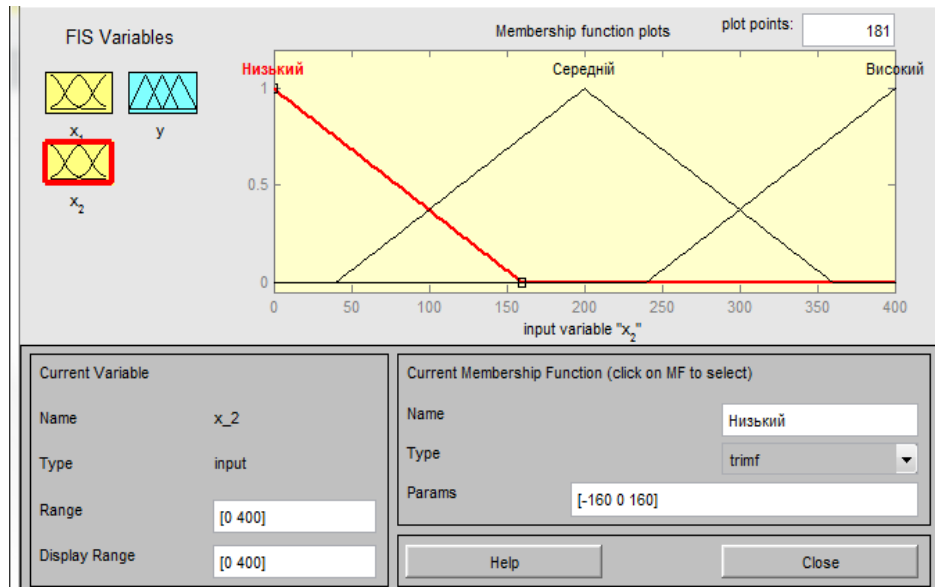 FIS Variables
Membership function plots
plot points:
181
Низький
Середній
Високий
1
0.5
0
x_1
y
x_2
0 50 100 150 200 250 300 350 400
input variable "x_2"
Current Variable
Name x_2
Type input
Range [0 400]
Display Range [0 400]
Current Membership Function (click on MF to select)
Name Низький
Type trimf
Params [-160 0 160]
Help
Close